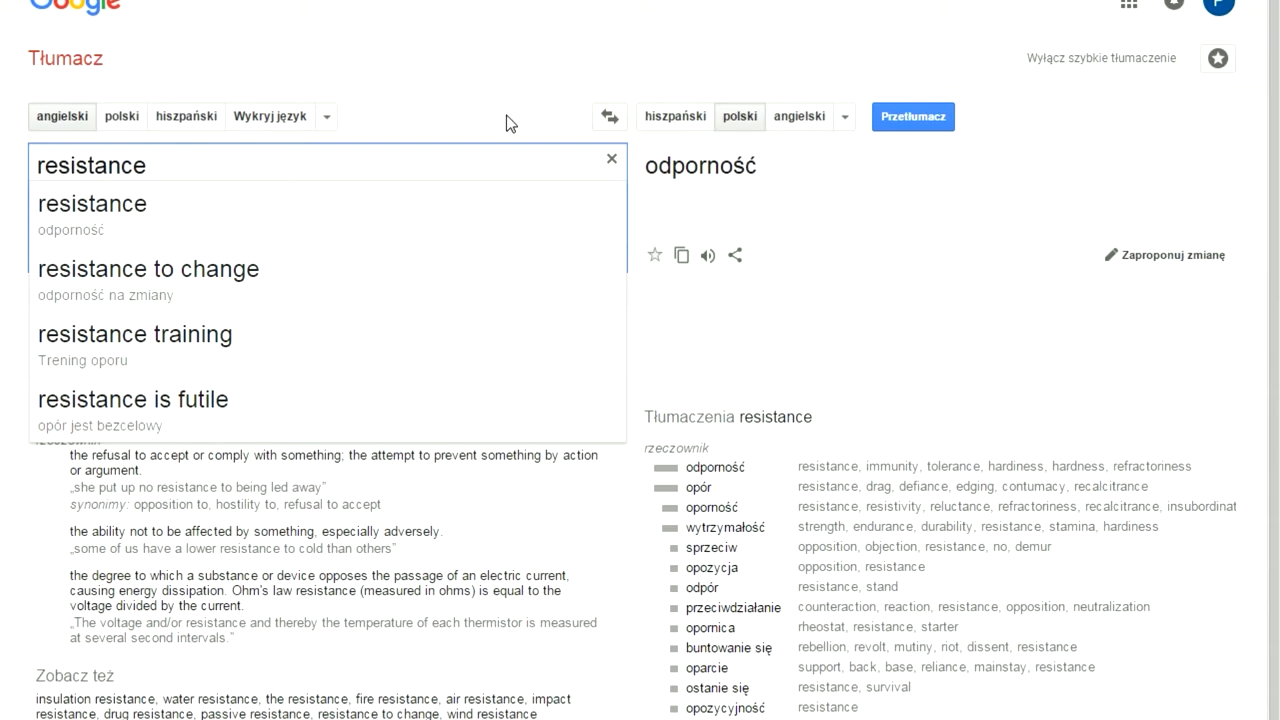 Google
P
Tłumacz
Wyłącz szybkie tłumaczenie
angielski polski hiszpański Wykryj język
hiszpański polski angielski Przetłumacz
resistance
odporność
resistance
odporność
resistance to change
odporność na zmiany
resistance training
Trening oporu
resistance is futile
opór jest bezcelowy
Zaproponuj zmianę
rzeczownik
the refusal to accept or comply with something; the attempt to prevent something by action
or argument.
„she put up no resistance to being led away”
synonimy: opposition to, hostility to, refusal to accept
the ability not to be affected by something, especially adversely.
„some of us have a lower resistance to cold than others”
the degree to which a substance or device opposes the passage of an electric current,
causing energy dissipation. Ohm's law resistance (measured in ohms) is equal to the
voltage divided by the current.
„The voltage and/or resistance and thereby the temperature of each thermistor is measured
at several second intervals.”
Zobacz też
insulation resistance, water resistance, the resistance, fire resistance, air resistance, impact
resistance, drug resistance, passive resistance, resistance to change, wind resistance
Tłumaczenia resistance
rzeczownik
odporność resistance, immunity, tolerance, hardiness, hardness, refractoriness
opór resistance, drag, defiance, edging, contumacy, recalcitrance
oporność resistance, resistivity, reluctance, refractoriness, recalcitrance, insubordinat
wytrzymałość strength, endurance, durability, resistance, stamina, hardiness
sprzeciw opposition, objection, resistance, no, demur
opozycja opposition, resistance
odpór resistance, stand
przeciwdziałanie counteraction, reaction, resistance, opposition, neutralization
opornica rheostat, resistance, starter
buntowanie się rebellion, revolt, mutiny, riot, dissent, resistance
oparcie support, back, base, reliance, mainstay, resistance
ostanie się resistance, survival
opozycyjność resistance